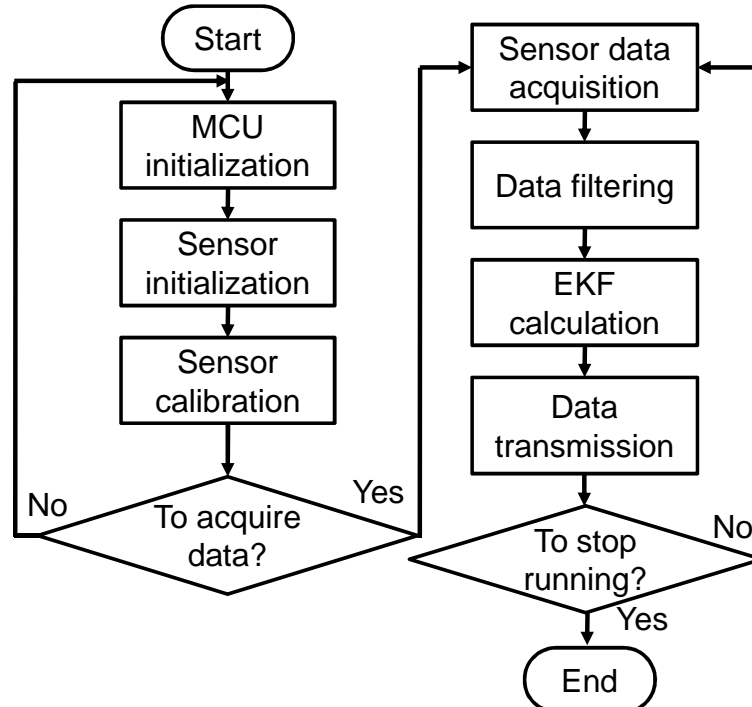 Start
MCU
initialization
Sensor
initialization
Sensor
calibration
To acquire
data?
No
Yes
Sensor data
acquisition
Data filtering
EKF
calculation
Data
transmission
To stop
running?
No
Yes
End